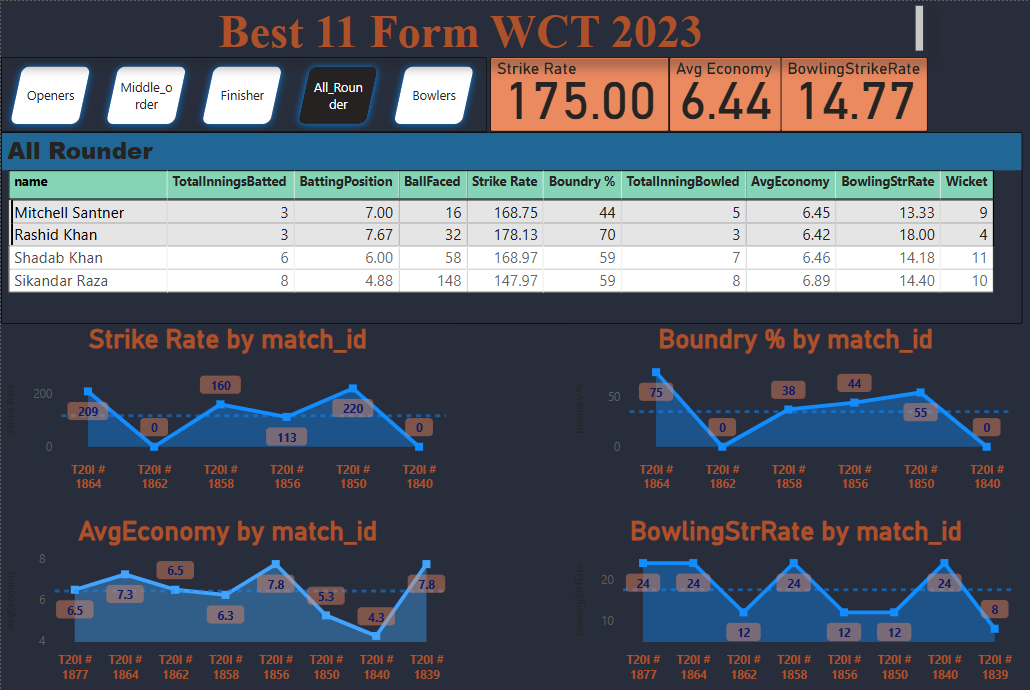 Best 11 Form WCT 2023
Openers
Middle_o
rder
Finisher
All_Roun
der
Bowlers
Strike Rate
175.00
Avg Economy
6.44
BowlingStrikeRate
14.77
All Rounder
name TotalInningsBatted BattingPosition BallFaced Strike Rate Boundry % TotalInningBowled AvgEconomy BowlingStrRate Wicket
Mitchell Santner 3 7.00 16 168.75 44 5 6.45 13.33 9
Rashid Khan 3 7.67 32 178.13 70 3 6.42 18.00 4
Shadab Khan 6 6.00 58 168.97 59 7 6.46 14.18 11
Sikandar Raza 8 4.88 148 147.97 59 8 6.89 14.40 10
Strike Rate by match_id
200
0
209 0 160 113 220 0
T20I # T20I # T20I # T20I # T20I # T20I #
1864 1862 1858 1856 1850 1840
Boundry % by match_id
Boundry %
50
0
75 0 38 44 55 0
T20I # T20I # T20I # T20I # T20I # T20I #
1864 1862 1858 1856 1850 1840
AvgEconomy by match_id
AvgEconomy
8
6
4
6.5 7.3 6.5 6.3 7.8 5.3 4.3 7.8
T20I # T20I # T20I # T20I # T20I # T20I # T20I # T20I #
1877 1864 1862 1858 1856 1850 1840 1839
BowlingStrRate by match_id
BowlingStrRate
20
10
24 24 12 24 12 12 24 8
T20I # T20I # T20I # T20I # T20I # T20I # T20I # T20I #
1877 1864 1862 1858 1856 1850 1840 1839